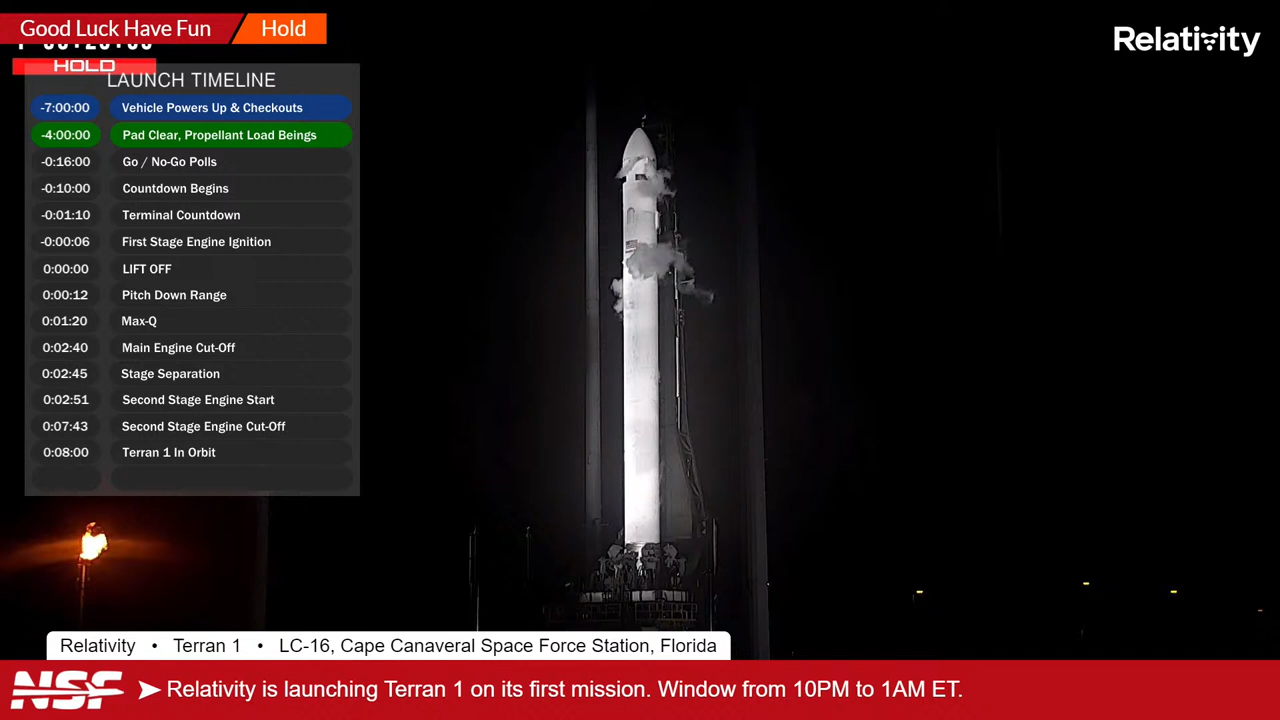 Good Luck Have Fun Hold
Relativity
HOLD
LAUNCH TIMELINE
-7:00:00 Vehicle Powers Up & Checkouts
-4:00:00 Pad Clear, Propellant Load Beings
-0:16:00 Go / No-Go Polls
-0:10:00 Countdown Begins
-0:01:10 Terminal Countdown
-0:00:06 First Stage Engine Ignition
0:00:00 LIFT OFF
0:00:12 Pitch Down Range
0:01:20 Max-Q
0:02:40 Main Engine Cut-Off
0:02:45 Stage Separation
0:02:51 Second Stage Engine Start
0:07:43 Second Stage Engine Cut-Off
0:08:00 Terran 1 In Orbit
Relativity • Terran 1 • LC-16, Cape Canaveral Space Force Station, Florida
NSF ➤ Relativity is launching Terran 1 on its first mission. Window from 10PM to 1AM ET.